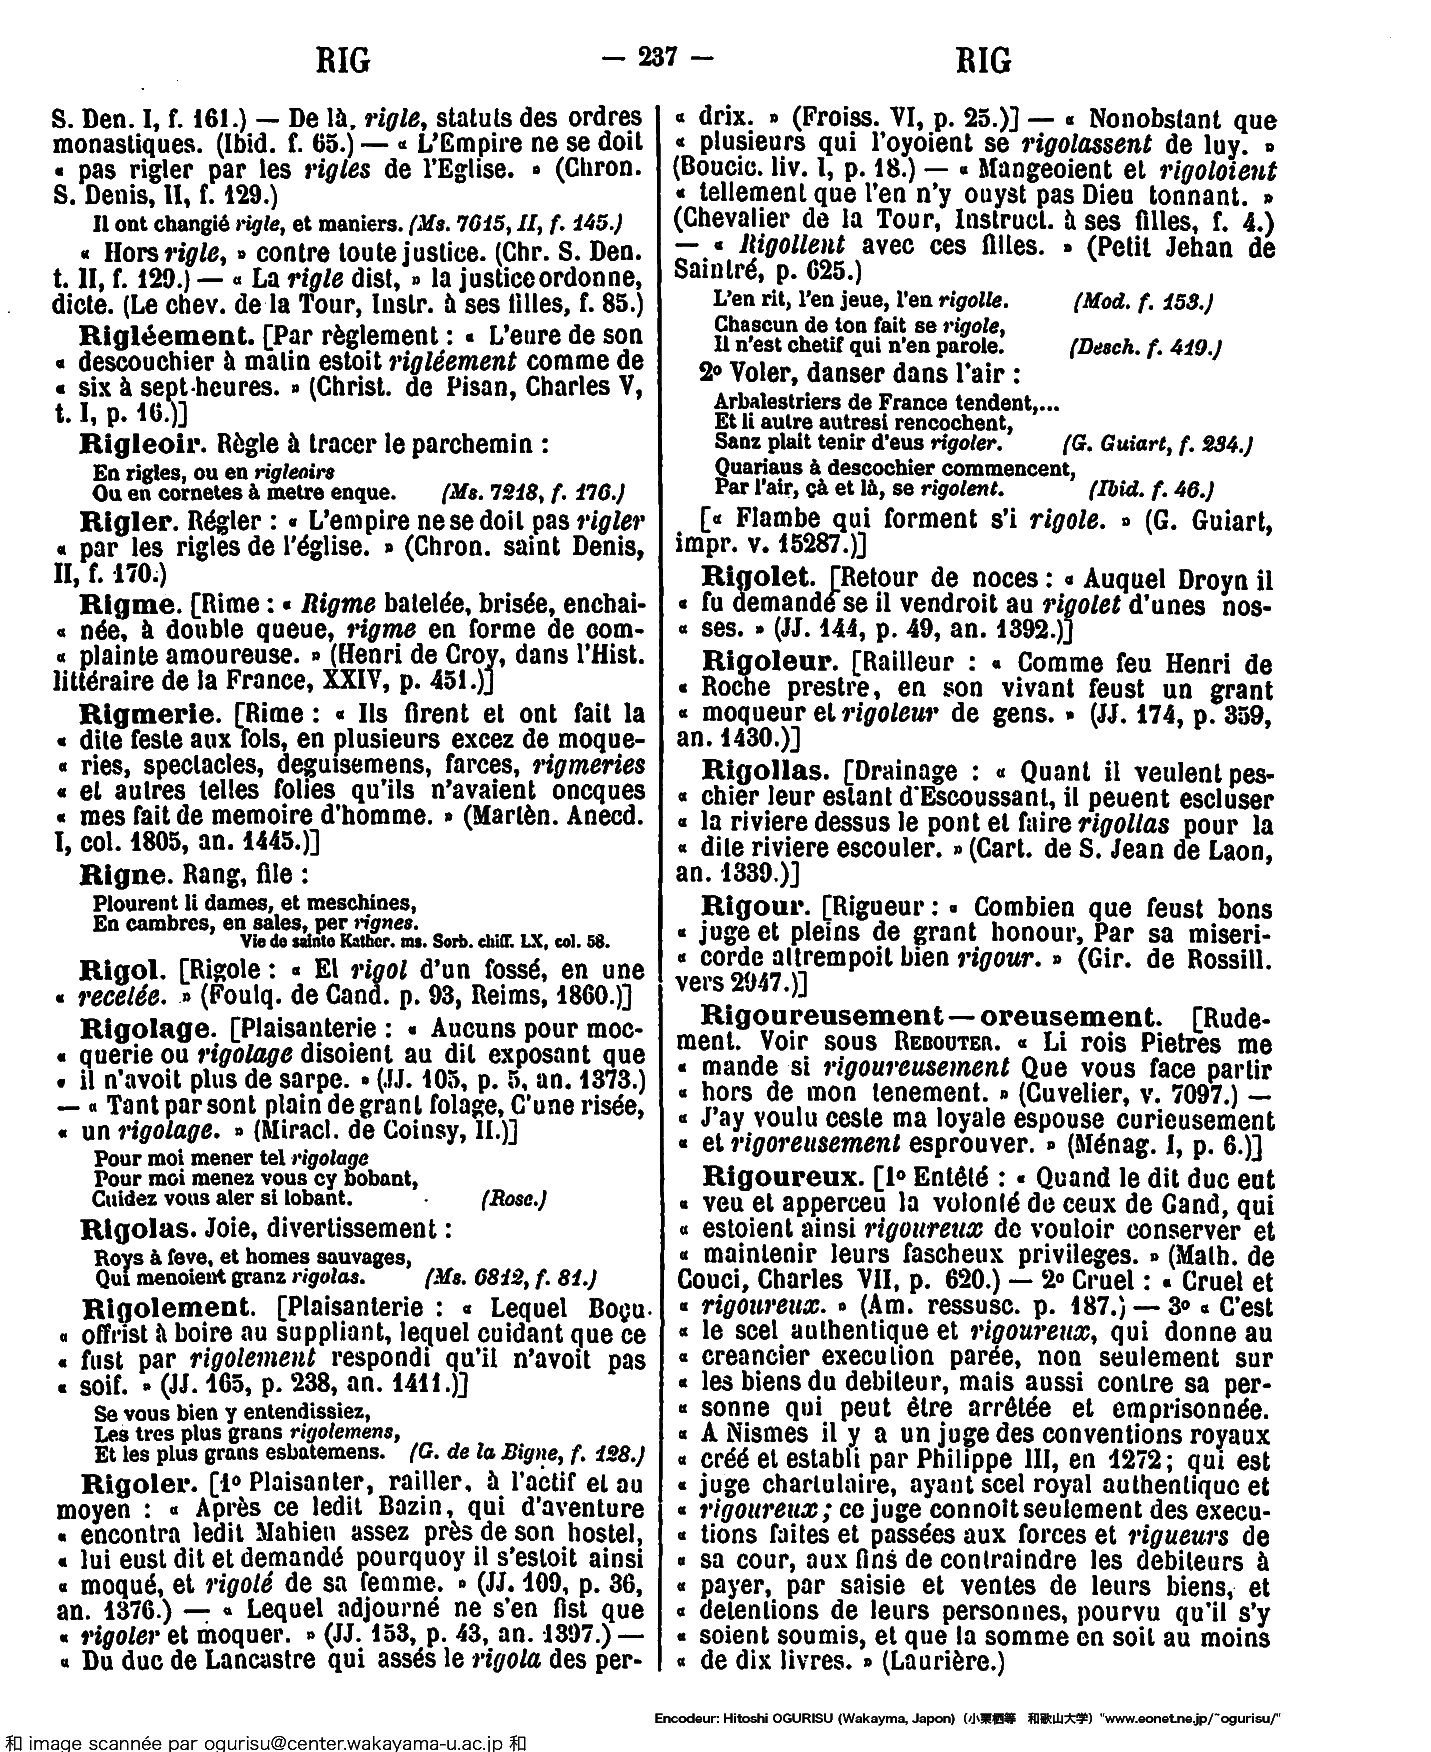 RIG — 237 — RIG
S. Den. I, f. 161.) — De là, rigle, statuts des ordres
monastiques. (Ibid. f. 65.) — « L'Empire ne se doit
« pas rigler par les rigles de l'Eglise. » (Chron.
S. Denis, II, f. 129.)
Il ont changié rigle, et maniers. (Ms. 7615, II, f. 145.)
« Hors rigle, » contre toute justice. (Chr. S. Den.
t. II, f. 129.) — « La rigle dist, » la justice ordonne,
dicte. (Le chev. de la Tour, Instr. à ses filles, f. 85.)
Rigléement. [Par règlement : « L'eure de son
« descouchier à matin estoit rigléement comme de
« six à sept heures. » (Christ. de Pisan, Charles V,
t. I, p. 16.)]
Rigleoir. Règle à tracer le parchemin :
En rigles, ou en rigleoirs
Ou en cornetes à metre enque. (Ms. 7218, f. 176.)
Rigler. Régler : « L'empire ne se doit pas rigler
« par les rigles de l'église. » (Chron. saint Denis,
II, f. 170.)
Rigme. [Rime : « Rigme batelée, brisée, enchai-
« née, à double queue, rigme en forme de com-
« plainte amoureuse. » (Henri de Croy, dans l'Hist.
littéraire de la France, XXIV, p. 451.)]
Rigmerie. [Rime : « Ils firent et ont fait la
« dite feste aux fols, en plusieurs excez de moque-
« ries, spectacles, deguisemens, farces, rigmeries
« et autres telles folies qu'ils n'avaient oncques
« mes fait de memoire d'homme. » (Martèn. Anecd.
I, col. 1805, an. 1445.)]
Rigne. Rang, file :
Plourent li dames, et meschines,
En cambres, en sales, per rignes.
Vie de sainte Kather. ms. Sorb. chiff. LX, col. 58.
Rigol. [Rigole : « El rigol d'un fossé, en une
« recelée. » (Foulq. de Cand. p. 93, Reims, 1860.)]
Rigolage. [Plaisanterie : « Aucuns pour moc-
« querie ou rigolage disoient au dit exposant que
« il n'avoit plus de sarpe. » (JJ. 105, p. 5, an. 1373.)
— « Tant par sont plain de grant folage, C'une risée,
« un rigolage. » (Miracl. de Coinsy, II.)]
Pour moi mener tel rigolage
Pour moi menez vous cy bobant,
Cuidez vous aler si lobant. (Rose.)
Rigolas. Joie, divertissement :
Roys à feve, et homes sauvages,
Qui menoient granz rigolas. (Ms. 6812, f. 81.)
Rigolement. [Plaisanterie : « Lequel Boçu
« offrist à boire au suppliant, lequel cuidant que ce
« fust par rigolement respondi qu'il n'avoit pas
« soif. » (JJ. 165, p. 238, an. 1411.)]
Se vous bien y entendissiez,
Les tres plus grans rigolemens,
Et les plus grans esbatemens. (G. de la Bigne, f. 128.)
Rigoler. [1º Plaisanter, railler, à l'actif et au
moyen : « Après ce ledit Bazin, qui d'aventure
« encontra ledit Mahieu assez près de son hostel,
« lui eust dit et demandé pourquoy il s'estoit ainsi
« moqué, et rigolé de sa femme. » (JJ. 109, p. 36,
an. 1376.) — « Lequel adjourné ne s'en fist que
« rigoler et moquer. » (JJ. 153, p. 43, an. 1397.) —
« Du duc de Lancastre qui assés le rigola des per-
« drix. » (Froiss. VI, p. 25.)] — « Nonobstant que
« plusieurs qui l'oyoient se rigolassent de luy. »
(Boucic. liv. I, p. 18.) — « Mangeoient et rigoloient
« tellement que l'en n'y ouyst pas Dieu tonnant. »
(Chevalier de la Tour, Instruct. à ses filles, f. 4.)
— « Rigollent avec ces filles. » (Petit Jehan de
Saintré, p. 625.)
L'en rit, l'en jeue, l'en rigolle. (Mod. f. 153.)
Chascun de ton fait se rigole,
Il n'est chetif qui n'en parole. (Desch. f. 419.)
2º Voler, danser dans l'air :
Arbalestriers de France tendent,...
Et li autre autresi rencochent,
Sanz plait tenir d'eus rigoler. (G. Guiart, f. 234.)
Quariaus à descochier commencent,
Par l'air, çà et là, se rigolent. (Ibid. f. 46.)
[« Flambe qui forment s'i rigole. » (G. Guiart,
impr. v. 15287.)]
Rigolet. [Retour de noces : « Auquel Droyn il
« fu demandé se il vendroit au rigolet d'unes nos-
« ses. » (JJ. 144, p. 49, an. 1392.)]
Rigoleur. [Railleur : « Comme feu Henri de
« Roche prestre, en son vivant feust un grant
« moqueur et rigoleur de gens. » (JJ. 174, p. 359,
an. 1430.)]
Rigollas. [Drainage : « Quant il veulent pes-
« chier leur estant d'Escoussant, il peuent escluser
« la riviere dessus le pont et faire rigollas pour la
« dite riviere escouler. » (Cart. de S. Jean de Laon,
an. 1339.)]
Rigour. [Rigueur : « Combien que feust bons
« juge et pleins de grant honour, Par sa miseri-
« corde attrempoit bien rigour. » (Gir. de Rossill.
vers 2947.)]
Rigoureusement — oreusement. [Rude-
ment. Voir sous REBOUTER. « Li rois Pietres me
« mande si rigoureusement Que vous face partir
« hors de mon tenement. » (Cuvelier, v. 7097.) —
« J'ay voulu ceste ma loyale espouse curieusement
« et rigoreusement esprouver. » (Ménag. I, p. 6.)]
Rigoureux. [1º Entêté : « Quand le dit duc eut
« veu et apperceu la volonté de ceux de Gand, qui
« estoient ainsi rigoureux de vouloir conserver et
« maintenir leurs fascheux privileges. » (Math. de
Couci, Charles VII, p. 620.) — 2º Cruel : « Cruel et
« rigoureux. » (Am. ressusc. p. 187.) — 3º « C'est
« le scel authentique et rigoureux, qui donne au
« creancier execution parée, non seulement sur
« les biens du debiteur, mais aussi contre sa per-
« sonne qui peut être arrêtée et emprisonnée.
« A Nismes il y a un juge des conventions royaux
« créé et establi par Philippe III, en 1272 ; qui est
« juge chartulaire, ayant scel royal authentique et
« rigoureux ; ce juge connoit seulement des execu-
« tions faites et passées aux forces et rigueurs de
« sa cour, aux fins de contraindre les debiteurs à
« payer, par saisie et ventes de leurs biens, et
« detentions de leurs personnes, pourvu qu'il s'y
« soient soumis, et que la somme en soit au moins
« de dix livres. » (Laurière.)
Encodeur: Hitoshi OGURISU (Wakayma, Japon) (小栗栖等 和歌山大学) "www.eonet.ne.jp/~ogurisu/"
和 image scannée par ogurisu@center.wakayama-u.ac.jp 和